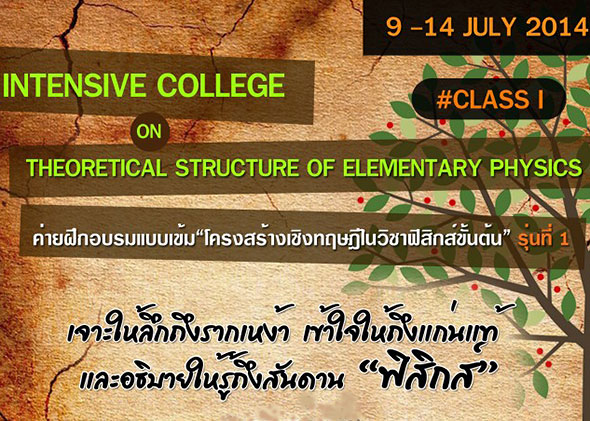 9 –14 JULY 2014
INTENSIVE COLLEGE
#CLASS I
ON
THEORETICAL STRUCTURE OF ELEMENTARY PHYSICS
ค่ายฝึกอบรมแบบเข้ม“โครงสร้างเชิงทฤษฎีในวิชาฟิสิกส์ขั้นต้น” รุ่นที่ 1
เจาะให้ลึกถึงรากเหง้า เข้าใจให้ถึงแก่นแท้
และอธิบายให้รู้ถึงสันดาน “ฟิสิกส์”